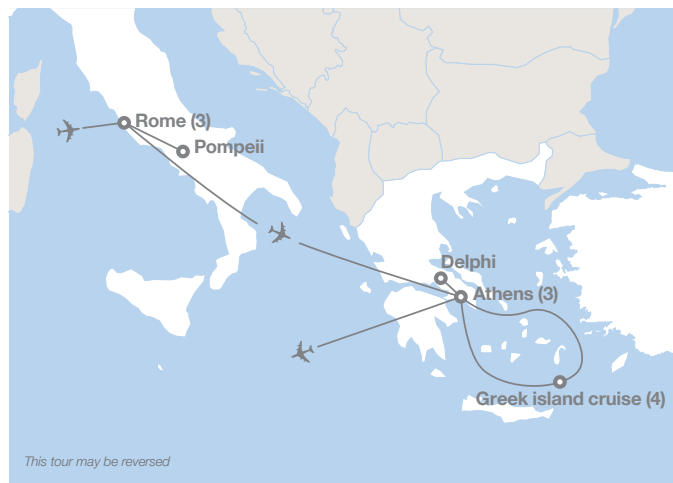 Rome (3)
Pompeii
Delphi
Athens (3)
Greek island cruise (4)
This tour may be reversed